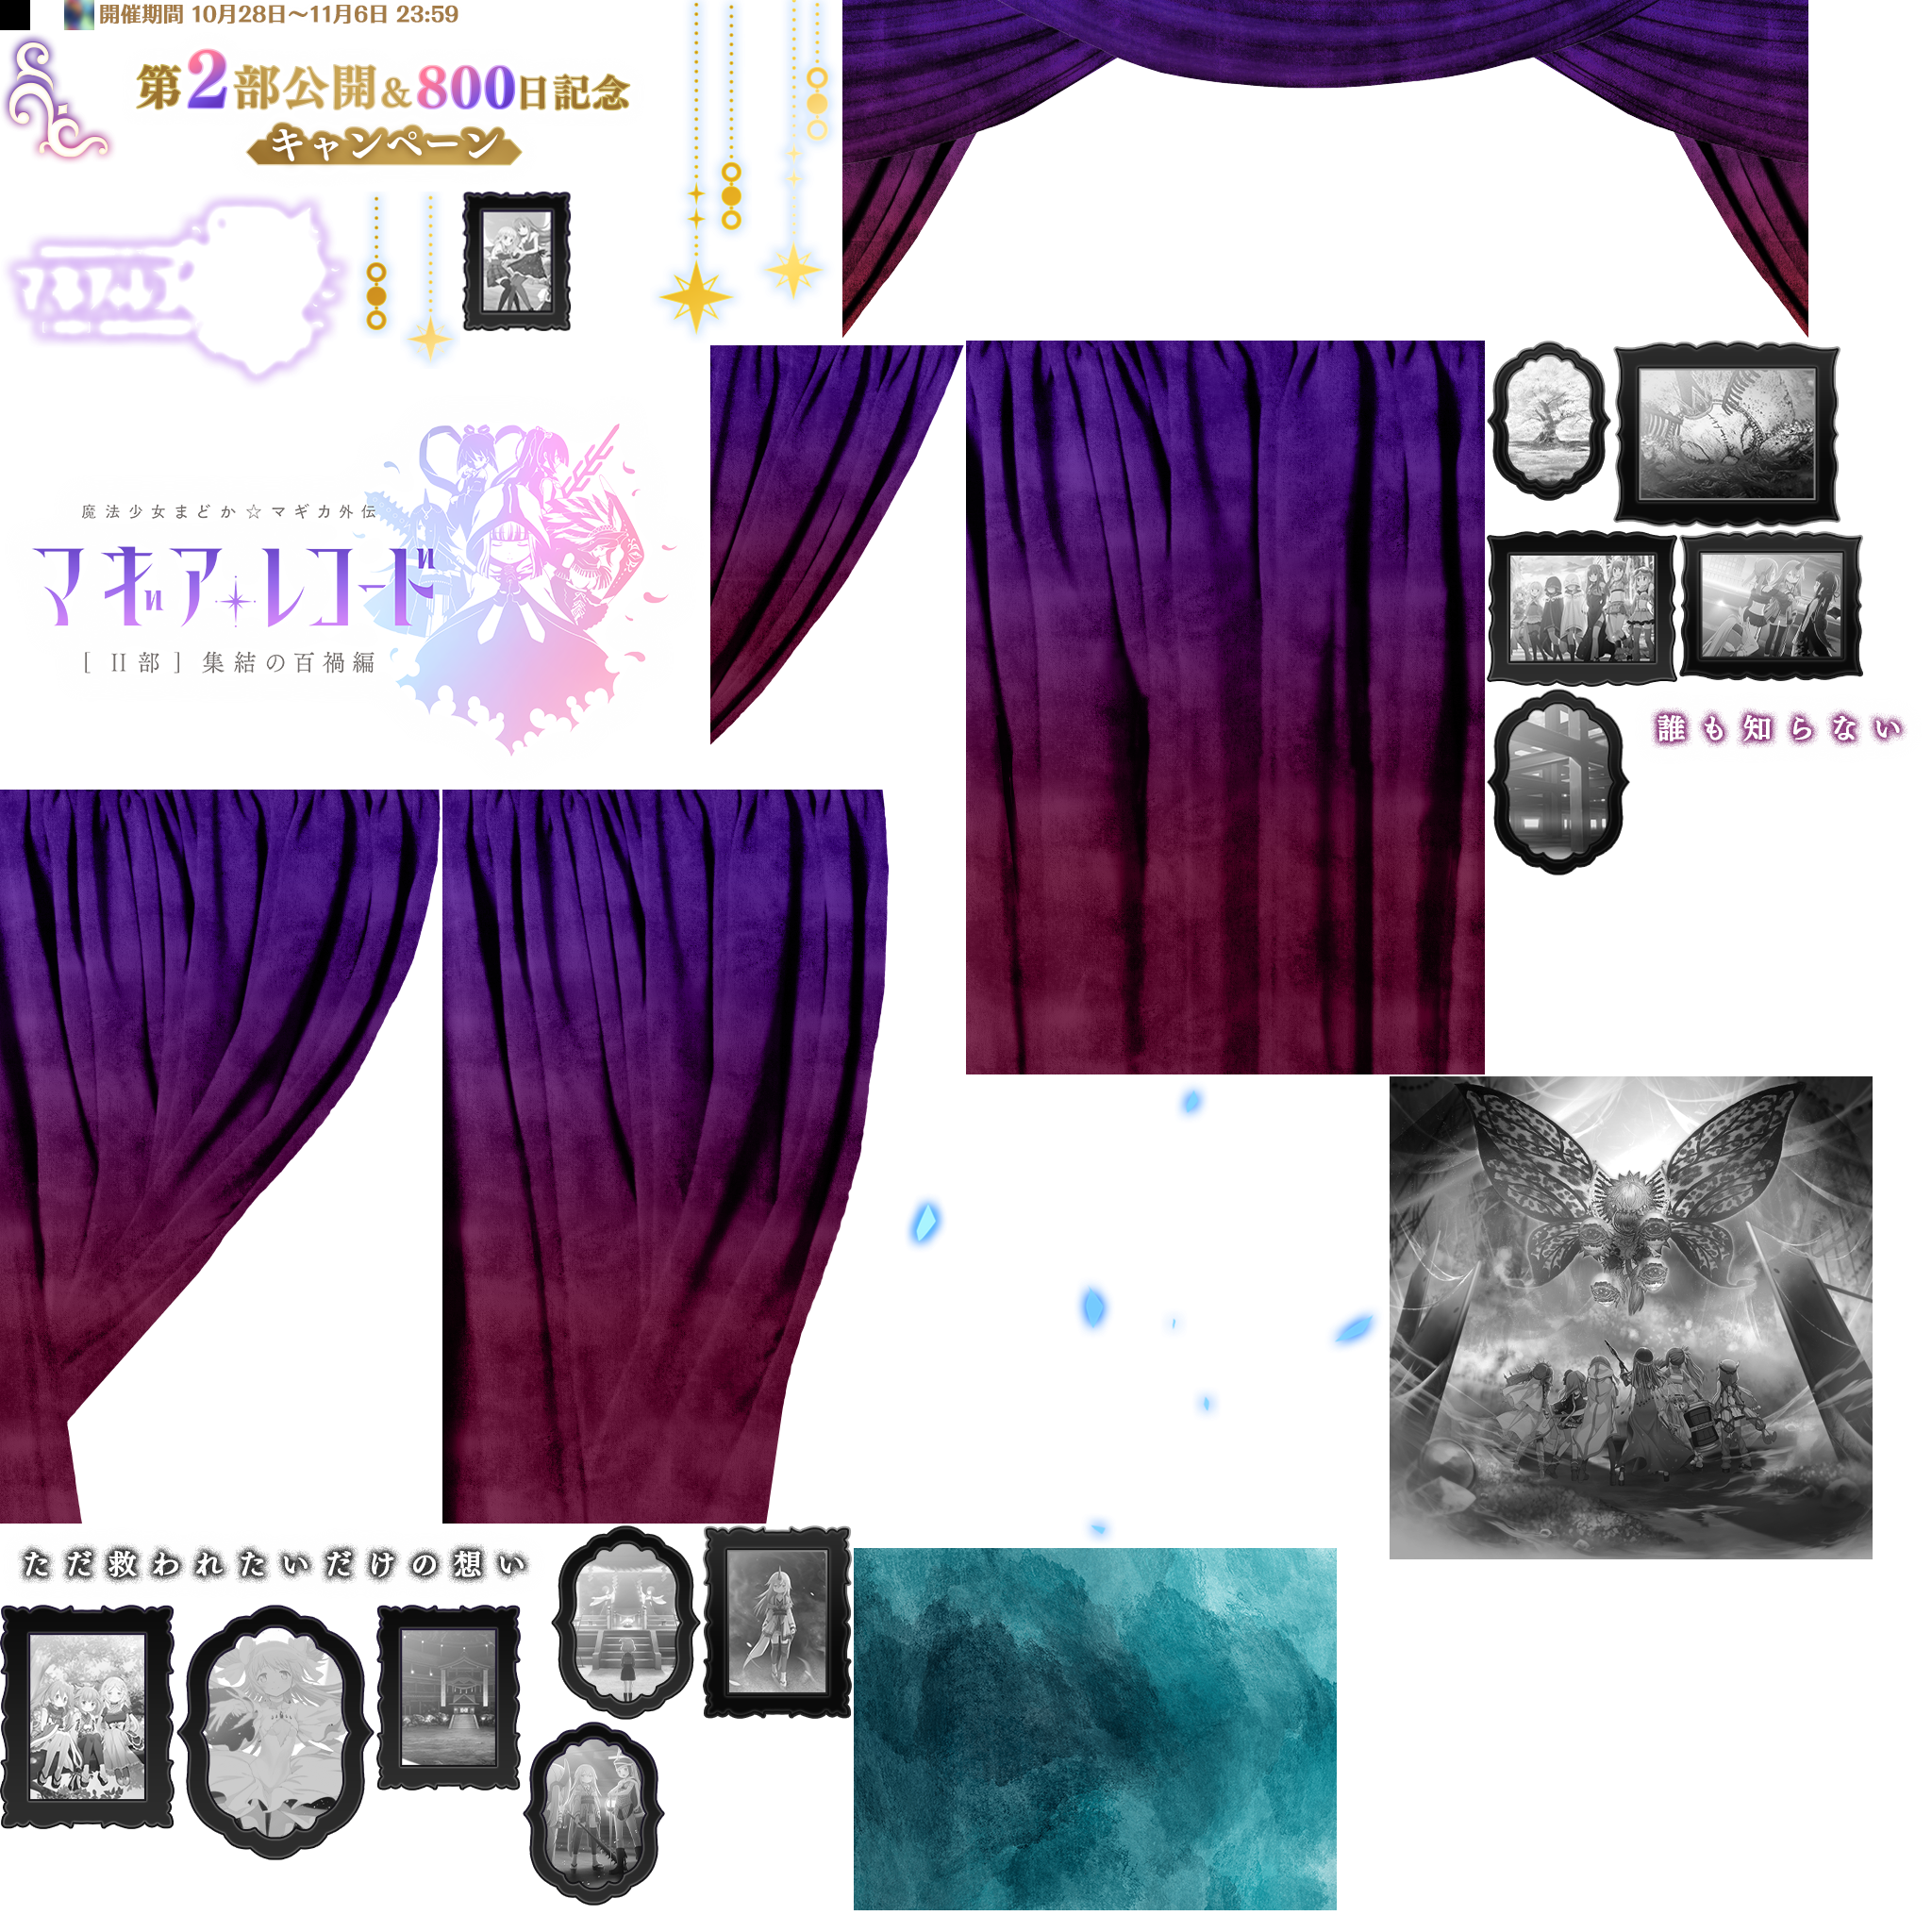 開催期間 10月28日～11月6日 23:59
第2部公開&800日記念
キャンペーン
魔法少女まどか☆マギカ外伝
マギア✦レコード
[ II部 ] 集結の百禍編
誰も知らない
ただ救われたいだけの想い